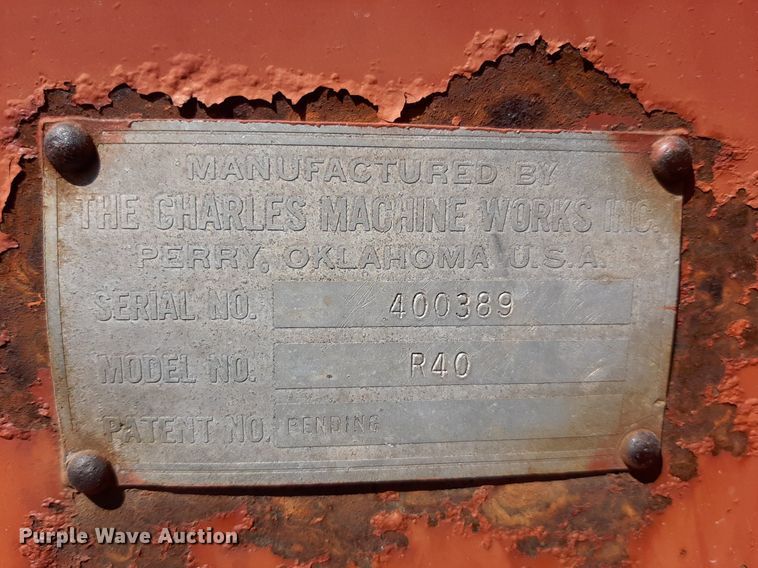 MANUFACTURED BY
THE CHARLES MACHINE WORKS INC.
PERRY, OKLAHOMA U.S.A.
SERIAL NO. 400389
MODEL NO. R40
PATENT NO. PENDING
Purple Wave Auction®